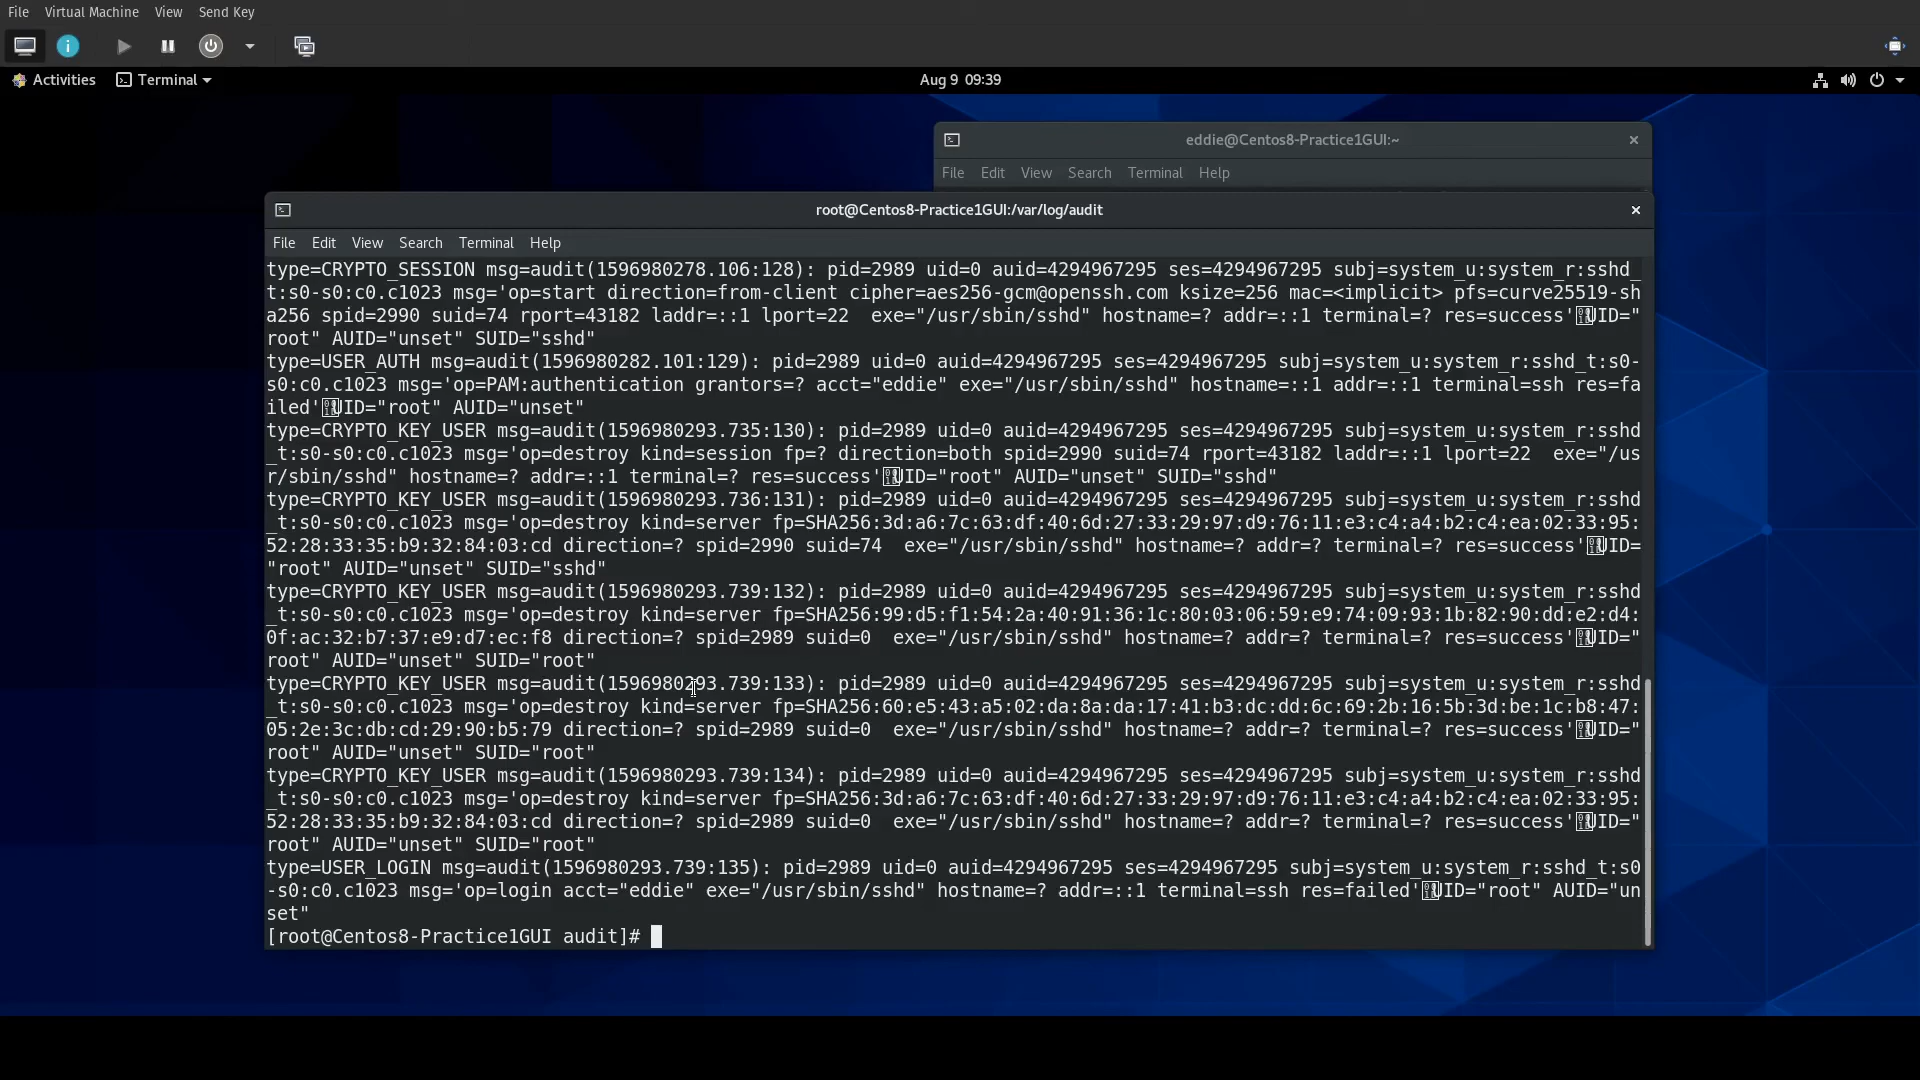 File Virtual Machine View Send Key
Activities Terminal Aug 9 09:39
eddie@Centos8-Practice1GUI:~
File Edit View Search Terminal Help
root@Centos8-Practice1GUI:/var/log/audit
File Edit View Search Terminal Help
type=CRYPTO_SESSION msg=audit(1596980278.106:128): pid=2989 uid=0 auid=4294967295 ses=4294967295 subj=system_u:system_r:sshd_
t:s0-s0:c0.c1023 msg='op=start direction=from-client cipher=aes256-gcm@openssh.com ksize=256 mac=<implicit> pfs=curve25519-sh
a256 spid=2990 suid=74 rport=43182 laddr=::1 lport=22  exe="/usr/sbin/sshd" hostname=? addr=::1 terminal=? res=success'UID="
root" AUID="unset" SUID="sshd"
type=USER_AUTH msg=audit(1596980282.101:129): pid=2989 uid=0 auid=4294967295 ses=4294967295 subj=system_u:system_r:sshd_t:s0-
s0:c0.c1023 msg='op=PAM:authentication grantors=? acct="eddie" exe="/usr/sbin/sshd" hostname=::1 addr=::1 terminal=ssh res=fa
iled'UID="root" AUID="unset"
type=CRYPTO_KEY_USER msg=audit(1596980293.735:130): pid=2989 uid=0 auid=4294967295 ses=4294967295 subj=system_u:system_r:sshd
_t:s0-s0:c0.c1023 msg='op=destroy kind=session fp=? direction=both spid=2990 suid=74 rport=43182 laddr=::1 lport=22  exe="/us
r/sbin/sshd" hostname=? addr=::1 terminal=? res=success'UID="root" AUID="unset" SUID="sshd"
type=CRYPTO_KEY_USER msg=audit(1596980293.736:131): pid=2989 uid=0 auid=4294967295 ses=4294967295 subj=system_u:system_r:sshd
_t:s0-s0:c0.c1023 msg='op=destroy kind=server fp=SHA256:3d:a6:7c:63:df:40:6d:27:33:29:97:d9:76:11:e3:c4:a4:b2:c4:ea:02:33:95:
52:28:33:35:b9:32:84:03:cd direction=? spid=2990 suid=74  exe="/usr/sbin/sshd" hostname=? addr=? terminal=? res=success'UID=
"root" AUID="unset" SUID="sshd"
type=CRYPTO_KEY_USER msg=audit(1596980293.739:132): pid=2989 uid=0 auid=4294967295 ses=4294967295 subj=system_u:system_r:sshd
_t:s0-s0:c0.c1023 msg='op=destroy kind=server fp=SHA256:99:d5:f1:54:2a:40:91:36:1c:80:03:06:59:e9:74:09:93:1b:82:90:dd:e2:d4:
0f:ac:32:b7:37:e9:d7:ec:f8 direction=? spid=2989 suid=0  exe="/usr/sbin/sshd" hostname=? addr=? terminal=? res=success'UID="
root" AUID="unset" SUID="root"
type=CRYPTO_KEY_USER msg=audit(1596980293.739:133): pid=2989 uid=0 auid=4294967295 ses=4294967295 subj=system_u:system_r:sshd
_t:s0-s0:c0.c1023 msg='op=destroy kind=server fp=SHA256:60:e5:43:a5:02:da:8a:da:17:41:b3:dc:dd:6c:69:2b:16:5b:3d:be:1c:b8:47:
05:2e:3c:db:cd:29:90:b5:79 direction=? spid=2989 suid=0  exe="/usr/sbin/sshd" hostname=? addr=? terminal=? res=success'UID="
root" AUID="unset" SUID="root"
type=CRYPTO_KEY_USER msg=audit(1596980293.739:134): pid=2989 uid=0 auid=4294967295 ses=4294967295 subj=system_u:system_r:sshd
_t:s0-s0:c0.c1023 msg='op=destroy kind=server fp=SHA256:3d:a6:7c:63:df:40:6d:27:33:29:97:d9:76:11:e3:c4:a4:b2:c4:ea:02:33:95:
52:28:33:35:b9:32:84:03:cd direction=? spid=2989 suid=0  exe="/usr/sbin/sshd" hostname=? addr=? terminal=? res=success'UID="
root" AUID="unset" SUID="root"
type=USER_LOGIN msg=audit(1596980293.739:135): pid=2989 uid=0 auid=4294967295 ses=4294967295 subj=system_u:system_r:sshd_t:s0
-s0:c0.c1023 msg='op=login acct="eddie" exe="/usr/sbin/sshd" hostname=? addr=::1 terminal=ssh res=failed'UID="root" AUID="un
set"
[root@Centos8-Practice1GUI audit]#